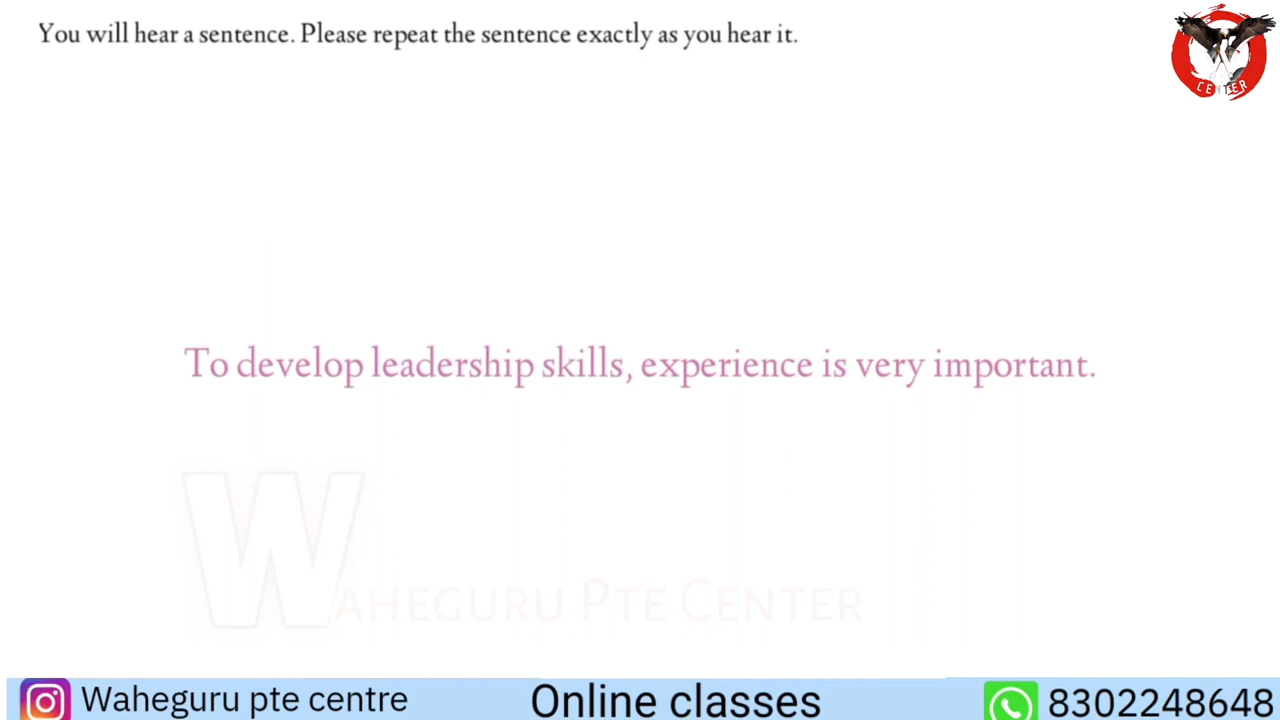 You will hear a sentence. Please repeat the sentence exactly as you hear it.
CENTER
To develop leadership skills, experience is very important.
WAHEGURU PTE CENTER
Waheguru pte centre
Online classes
8302248648